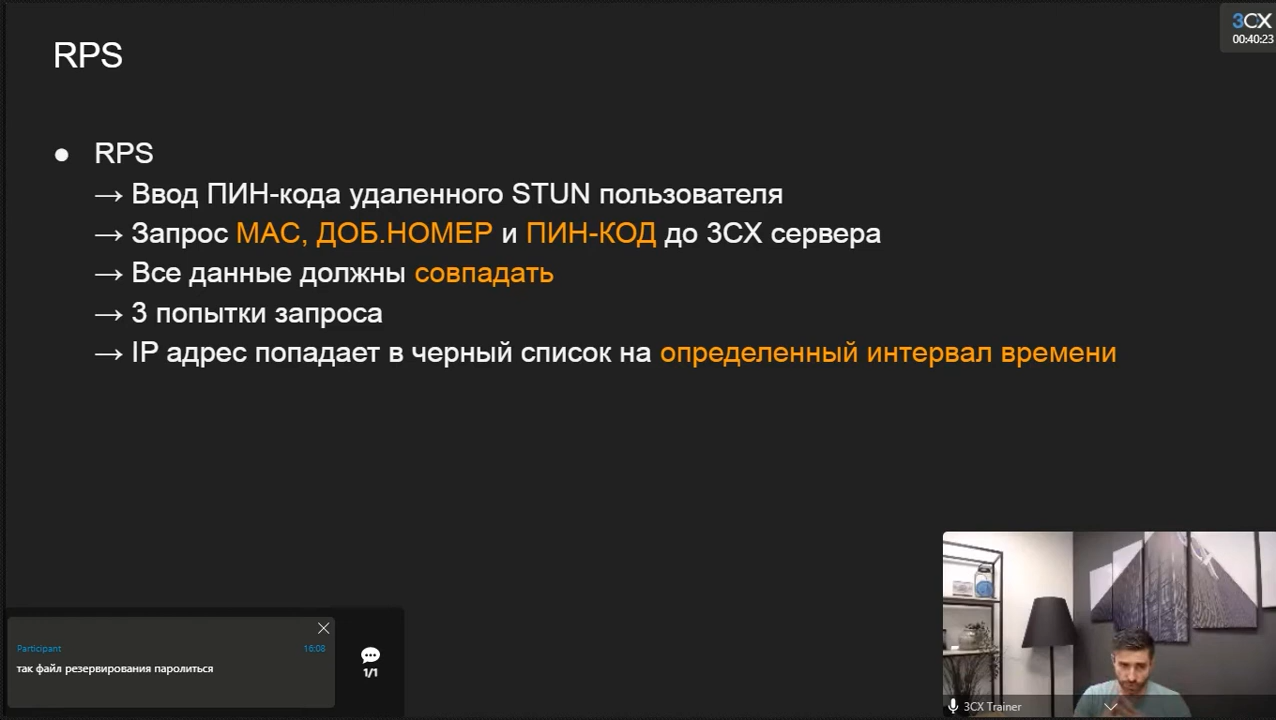 RPS
3CX
00:40:23
● RPS
→ Ввод ПИН-кода удаленного STUN пользователя
→ Запрос MAC, ДОБ.НОМЕР и ПИН-КОД до 3CX сервера
→ Все данные должны совпадать
→ 3 попытки запроса
→ IP адрес попадает в черный список на определенный интервал времени
Participant 16:08
так файл резервирования паролиться
1/1
3CX Trainer